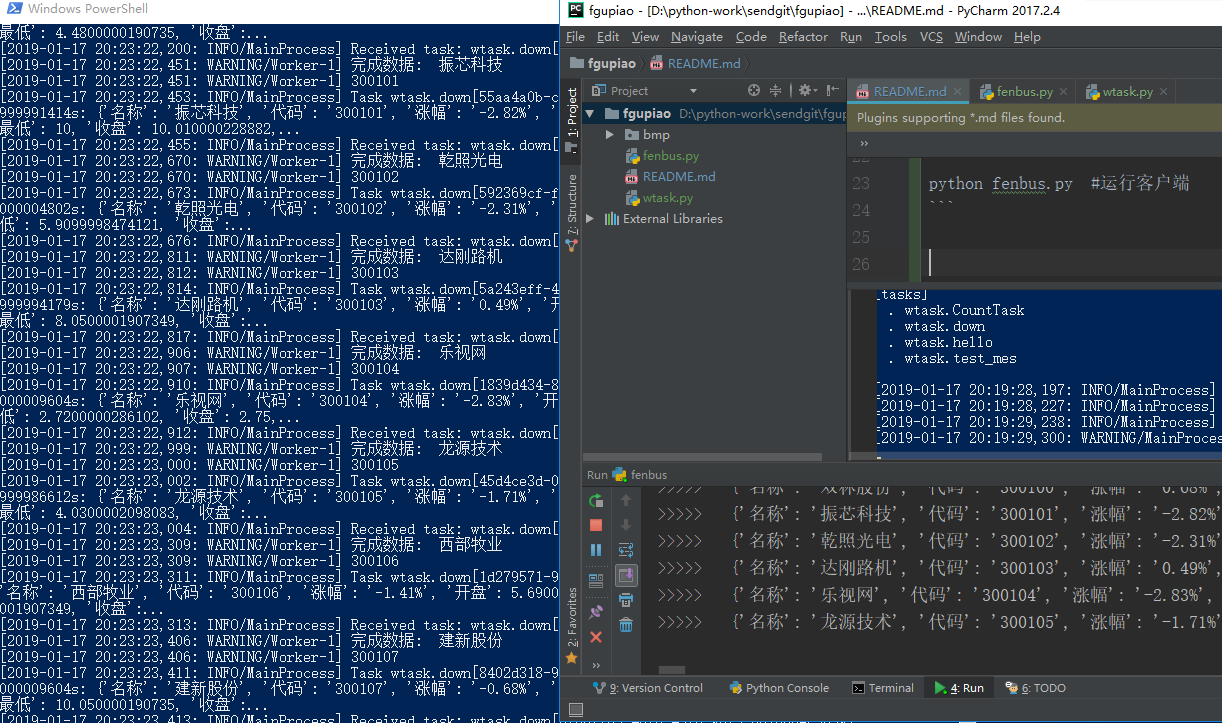 Windows PowerShell
最低': 4.4800000190735, '收盘':...
[2019-01-17 20:23:22,200: INFO/MainProcess] Received task: wtask.down[
[2019-01-17 20:23:22,451: WARNING/Worker-1] 完成数据: 振芯科技
[2019-01-17 20:23:22,451: WARNING/Worker-1] 300101
[2019-01-17 20:23:22,453: INFO/MainProcess] Task wtask.down[55aa4a0b-c
9999991414s: {'名称': '振芯科技', '代码': '300101', '涨幅': '-2.82%', '
最低': 10, '收盘': 10.010000228882,...
[2019-01-17 20:23:22,455: INFO/MainProcess] Received task: wtask.down[
[2019-01-17 20:23:22,670: WARNING/Worker-1] 完成数据: 乾照光电
[2019-01-17 20:23:22,670: WARNING/Worker-1] 300102
[2019-01-17 20:23:22,673: INFO/MainProcess] Task wtask.down[592369cf-f
000004802s: {'名称': '乾照光电', '代码': '300102', '涨幅': '-2.31%', '
低': 5.9099998474121, '收盘':...
[2019-01-17 20:23:22,676: INFO/MainProcess] Received task: wtask.down[
[2019-01-17 20:23:22,811: WARNING/Worker-1] 完成数据: 达刚路机
[2019-01-17 20:23:22,812: WARNING/Worker-1] 300103
[2019-01-17 20:23:22,814: INFO/MainProcess] Task wtask.down[5a243eff-4
999994179s: {'名称': '达刚路机', '代码': '300103', '涨幅': '0.49%', '开
最低': 8.0500001907349, '收盘':...
[2019-01-17 20:23:22,817: INFO/MainProcess] Received task: wtask.down[
[2019-01-17 20:23:22,906: WARNING/Worker-1] 完成数据: 乐视网
[2019-01-17 20:23:22,907: WARNING/Worker-1] 300104
[2019-01-17 20:23:22,910: INFO/MainProcess] Task wtask.down[1839d434-8
000009604s: {'名称': '乐视网', '代码': '300104', '涨幅': '-2.83%', '开
低': 2.7200000286102, '收盘': 2.75,...
[2019-01-17 20:23:22,912: INFO/MainProcess] Received task: wtask.down[
[2019-01-17 20:23:22,999: WARNING/Worker-1] 完成数据: 龙源技术
[2019-01-17 20:23:23,000: WARNING/Worker-1] 300105
[2019-01-17 20:23:23,002: INFO/MainProcess] Task wtask.down[45d4ce3d-0
999986612s: {'名称': '龙源技术', '代码': '300105', '涨幅': '-1.71%', '
最低': 4.0300002098083, '收盘':...
[2019-01-17 20:23:23,004: INFO/MainProcess] Received task: wtask.down[
[2019-01-17 20:23:23,309: WARNING/Worker-1] 完成数据: 西部牧业
[2019-01-17 20:23:23,309: WARNING/Worker-1] 300106
[2019-01-17 20:23:23,311: INFO/MainProcess] Task wtask.down[1d279571-9
'名称': '西部牧业', '代码': '300106', '涨幅': '-1.41%', '开盘': 5.6900
001907349, '收盘':...
[2019-01-17 20:23:23,313: INFO/MainProcess] Received task: wtask.down[
[2019-01-17 20:23:23,406: WARNING/Worker-1] 完成数据: 建新股份
[2019-01-17 20:23:23,406: WARNING/Worker-1] 300107
[2019-01-17 20:23:23,411: INFO/MainProcess] Task wtask.down[8402d318-9
000009604s: {'名称': '建新股份', '代码': '300107', '涨幅': '-0.68%', '
最低': 10.050000190735, '收盘':...
[2019-01-17 20:23:23,413: INFO/MainProcess] Received task: wtask.down[
fgupiao - [D:\python-work\sendgit\fgupiao] - ...\README.md - PyCharm 2017.2.4
File Edit View Navigate Code Refactor Run Tools VCS Window Help
fgupiao README.md
1: Project
7: Structure
2: Favorites
Project
fgupiao D:\python-work\sendgit\fgup
bmp
fenbus.py
README.md
wtask.py
External Libraries
README.md fenbus.py wtask.py
Plugins supporting *.md files found.
»
22
23 python fenbus.py #运行客户端
24 ```
25
26
_tasks]
. wtask.CountTask
. wtask.down
. wtask.hello
. wtask.test_mes
[2019-01-17 20:19:28,197: INFO/MainProcess]
[2019-01-17 20:19:28,227: INFO/MainProcess]
[2019-01-17 20:19:29,238: INFO/MainProcess]
[2019-01-17 20:19:29,300: WARNING/MainProces
Run fenbus
>>>>> {'名称': '双林股份', '代码': '300100', '涨幅': '0.68%',
>>>>> {'名称': '振芯科技', '代码': '300101', '涨幅': '-2.82%'
>>>>> {'名称': '乾照光电', '代码': '300102', '涨幅': '-2.31%'
>>>>> {'名称': '达刚路机', '代码': '300103', '涨幅': '0.49%',
>>>>> {'名称': '乐视网', '代码': '300104', '涨幅': '-2.83%',
>>>>> {'名称': '龙源技术', '代码': '300105', '涨幅': '-1.71%'
»
9: Version Control Python Console Terminal 4: Run 6: TODO